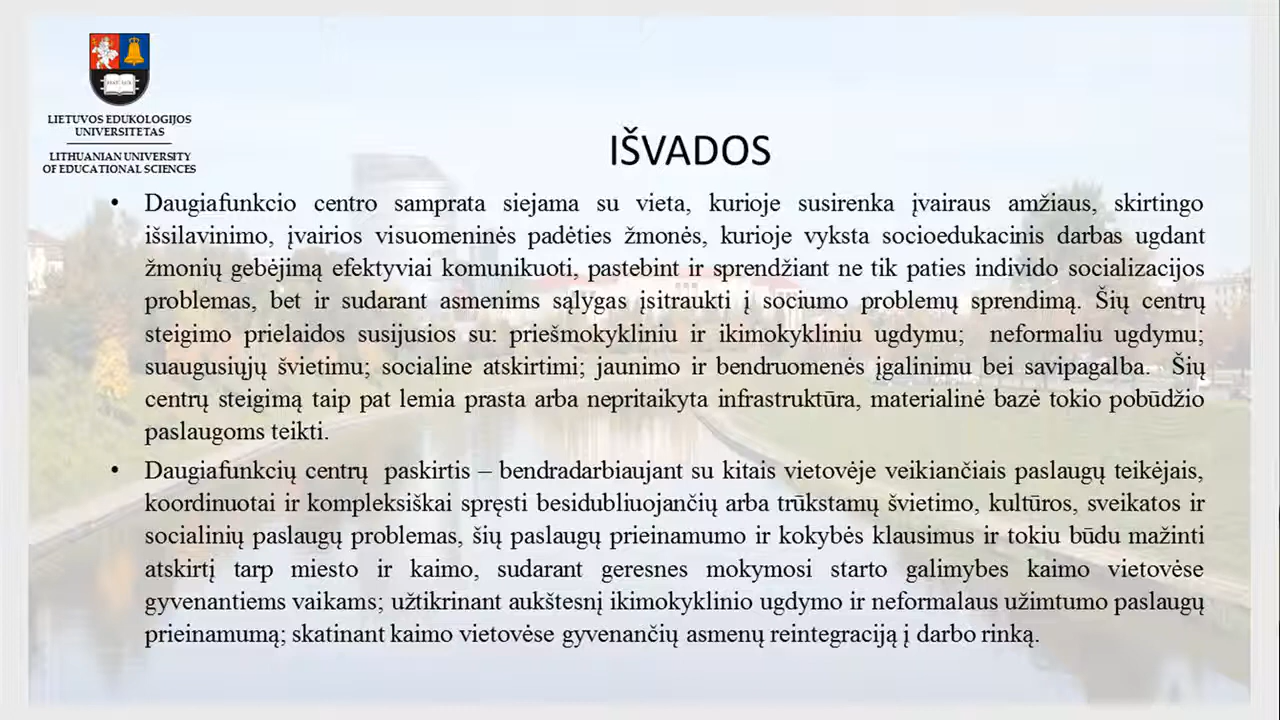 LIETUVOS EDUKOLOGIJOS
UNIVERSITETAS
LITHUANIAN UNIVERSITY
OF EDUCATIONAL SCIENCES
IŠVADOS
• Daugiafunkcio centro samprata siejama su vieta, kurioje susirenka įvairaus amžiaus, skirtingo
išsilavinimo, įvairios visuomeninės padėties žmonės, kurioje vyksta socioedukacinis darbas ugdant
žmonių gebėjimą efektyviai komunikuoti, pastebint ir sprendžiant ne tik paties individo socializacijos
problemas, bet ir sudarant asmenims sąlygas įsitraukti į sociumo problemų sprendimą. Šių centrų
steigimo prielaidos susijusios su: priešmokykliniu ir ikimokykliniu ugdymu; neformaliu ugdymu;
suaugusiųjų švietimu; socialine atskirtimi; jaunimo ir bendruomenės įgalinimu bei savipagalba. Šių
centrų steigimą taip pat lemia prasta arba nepritaikyta infrastruktūra, materialinė bazė tokio pobūdžio
paslaugoms teikti.
• Daugiafunkcių centrų paskirtis – bendradarbiaujant su kitais vietovėje veikiančiais paslaugų teikėjais,
koordinuotai ir kompleksiškai spręsti besidubliuojančių arba trūkstamų švietimo, kultūros, sveikatos ir
socialinių paslaugų problemas, šių paslaugų prieinamumo ir kokybės klausimus ir tokiu būdu mažinti
atskirtį tarp miesto ir kaimo, sudarant geresnes mokymosi starto galimybes kaimo vietovėse
gyvenantiems vaikams; užtikrinant aukštesnį ikimokyklinio ugdymo ir neformalaus užimtumo paslaugų
prieinamumą; skatinant kaimo vietovėse gyvenančių asmenų reintegraciją į darbo rinką.